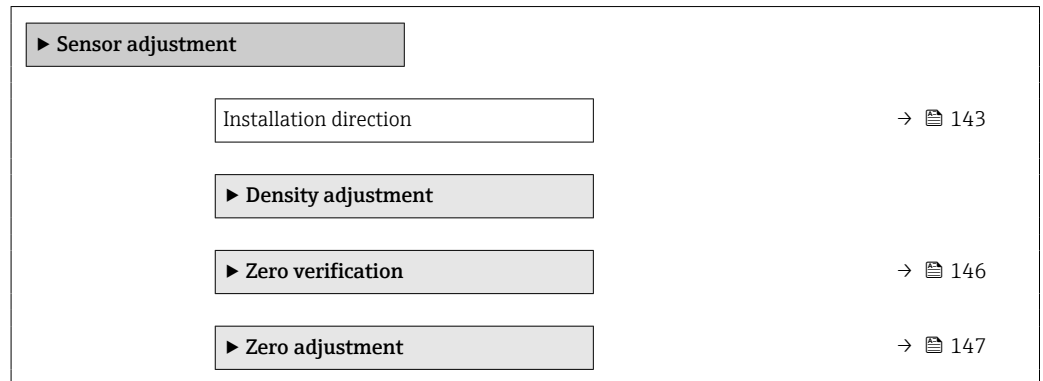 ▶ Sensor adjustment
Installation direction → 🖹 143
▶ Density adjustment
▶ Zero verification → 🖹 146
▶ Zero adjustment → 🖹 147